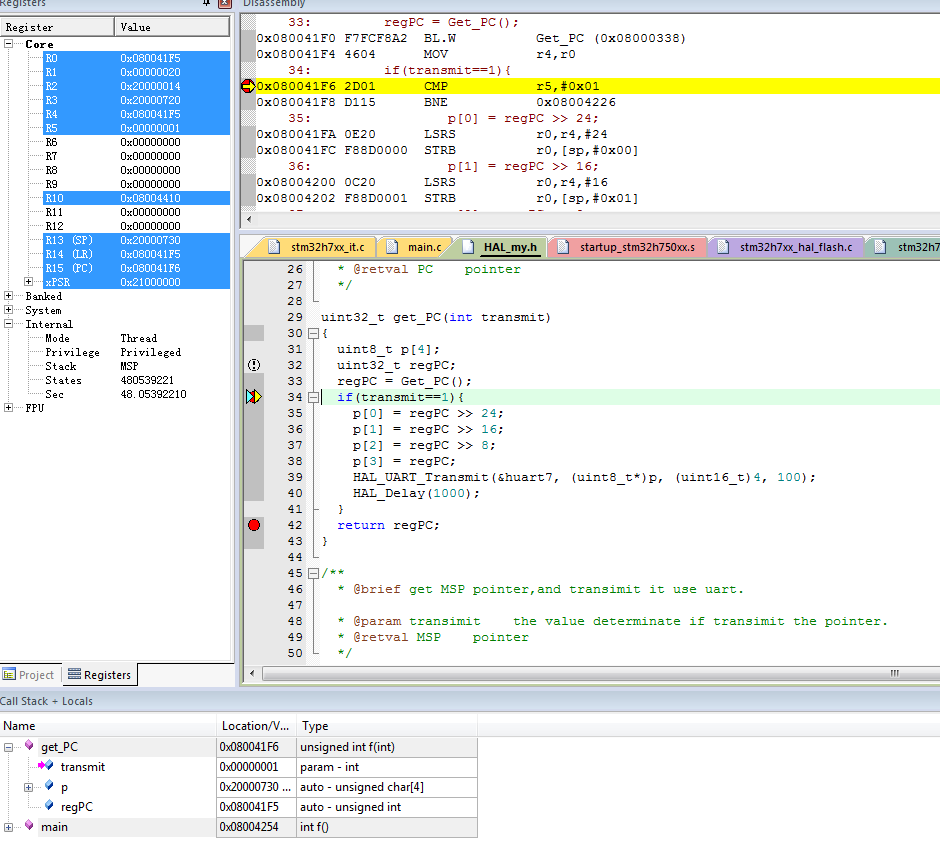 Registers
Disassembly
Register Value
Core
R0 0x080041F5
R1 0x00000020
R2 0x20000014
R3 0x20000720
R4 0x080041F5
R5 0x00000001
R6 0x00000000
R7 0x00000000
R8 0x00000000
R9 0x00000000
R10 0x08004410
R11 0x00000000
R12 0x00000000
R13 (SP) 0x20000730
R14 (LR) 0x080041F5
R15 (PC) 0x080041F6
xPSR 0x21000000
Banked
System
Internal
Mode Thread
Privilege Privileged
Stack MSP
States 480539221
Sec 48.05392210
FPU
Project Registers
33: regPC = Get_PC();
0x080041F0 F7FCF8A2 BL.W Get_PC (0x08000338)
0x080041F4 4604 MOV r4,r0
34: if(transmit==1){
0x080041F6 2D01 CMP r5,#0x01
0x080041F8 D115 BNE 0x08004226
35: p[0] = regPC >> 24;
0x080041FA 0E20 LSRS r0,r4,#24
0x080041FC F88D0000 STRB r0,[sp,#0x00]
36: p[1] = regPC >> 16;
0x08004200 0C20 LSRS r0,r4,#16
0x08004202 F88D0001 STRB r0,[sp,#0x01]
stm32h7xx_it.c main.c HAL_my.h startup_stm32h750xx.s stm32h7xx_hal_flash.c stm32h7
26 * @retval PC pointer
27 */
28
29 uint32_t get_PC(int transmit)
30 {
31 uint8_t p[4];
32 uint32_t regPC;
33 regPC = Get_PC();
34 if(transmit==1){
35 p[0] = regPC >> 24;
36 p[1] = regPC >> 16;
37 p[2] = regPC >> 8;
38 p[3] = regPC;
39 HAL_UART_Transmit(&huart7, (uint8_t*)p, (uint16_t)4, 100);
40 HAL_Delay(1000);
41 }
42 return regPC;
43 }
44
45 /**
46 * @brief get MSP pointer,and transimit it use uart.
47
48 * @param transimit the value determinate if transimit the pointer.
49 * @retval MSP pointer
50 */
Call Stack + Locals
Name Location/V... Type
get_PC 0x080041F6 unsigned int f(int)
transmit 0x00000001 param - int
p 0x20000730 ... auto - unsigned char[4]
regPC 0x080041F5 auto - unsigned int
main 0x08004254 int f()